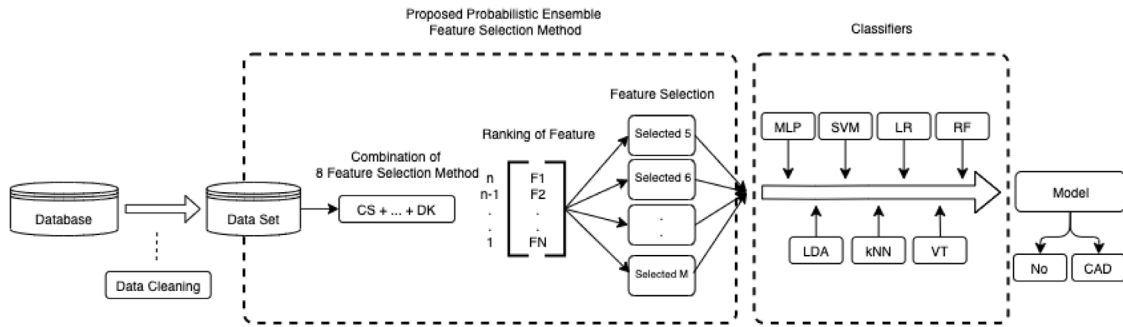 Proposed Probabilistic Ensemble
Feature Selection Method
Classifiers
Feature Selection
Ranking of Feature
Combination of
8 Feature Selection Method
Database
Data Cleaning
Data Set
CS + ... + DK
n
n-1
.
.
1
F1
F2
.
.
FN
Selected 5
Selected 6
.
.
Selected M
MLP
SVM
LR
RF
LDA
kNN
VT
Model
No
CAD